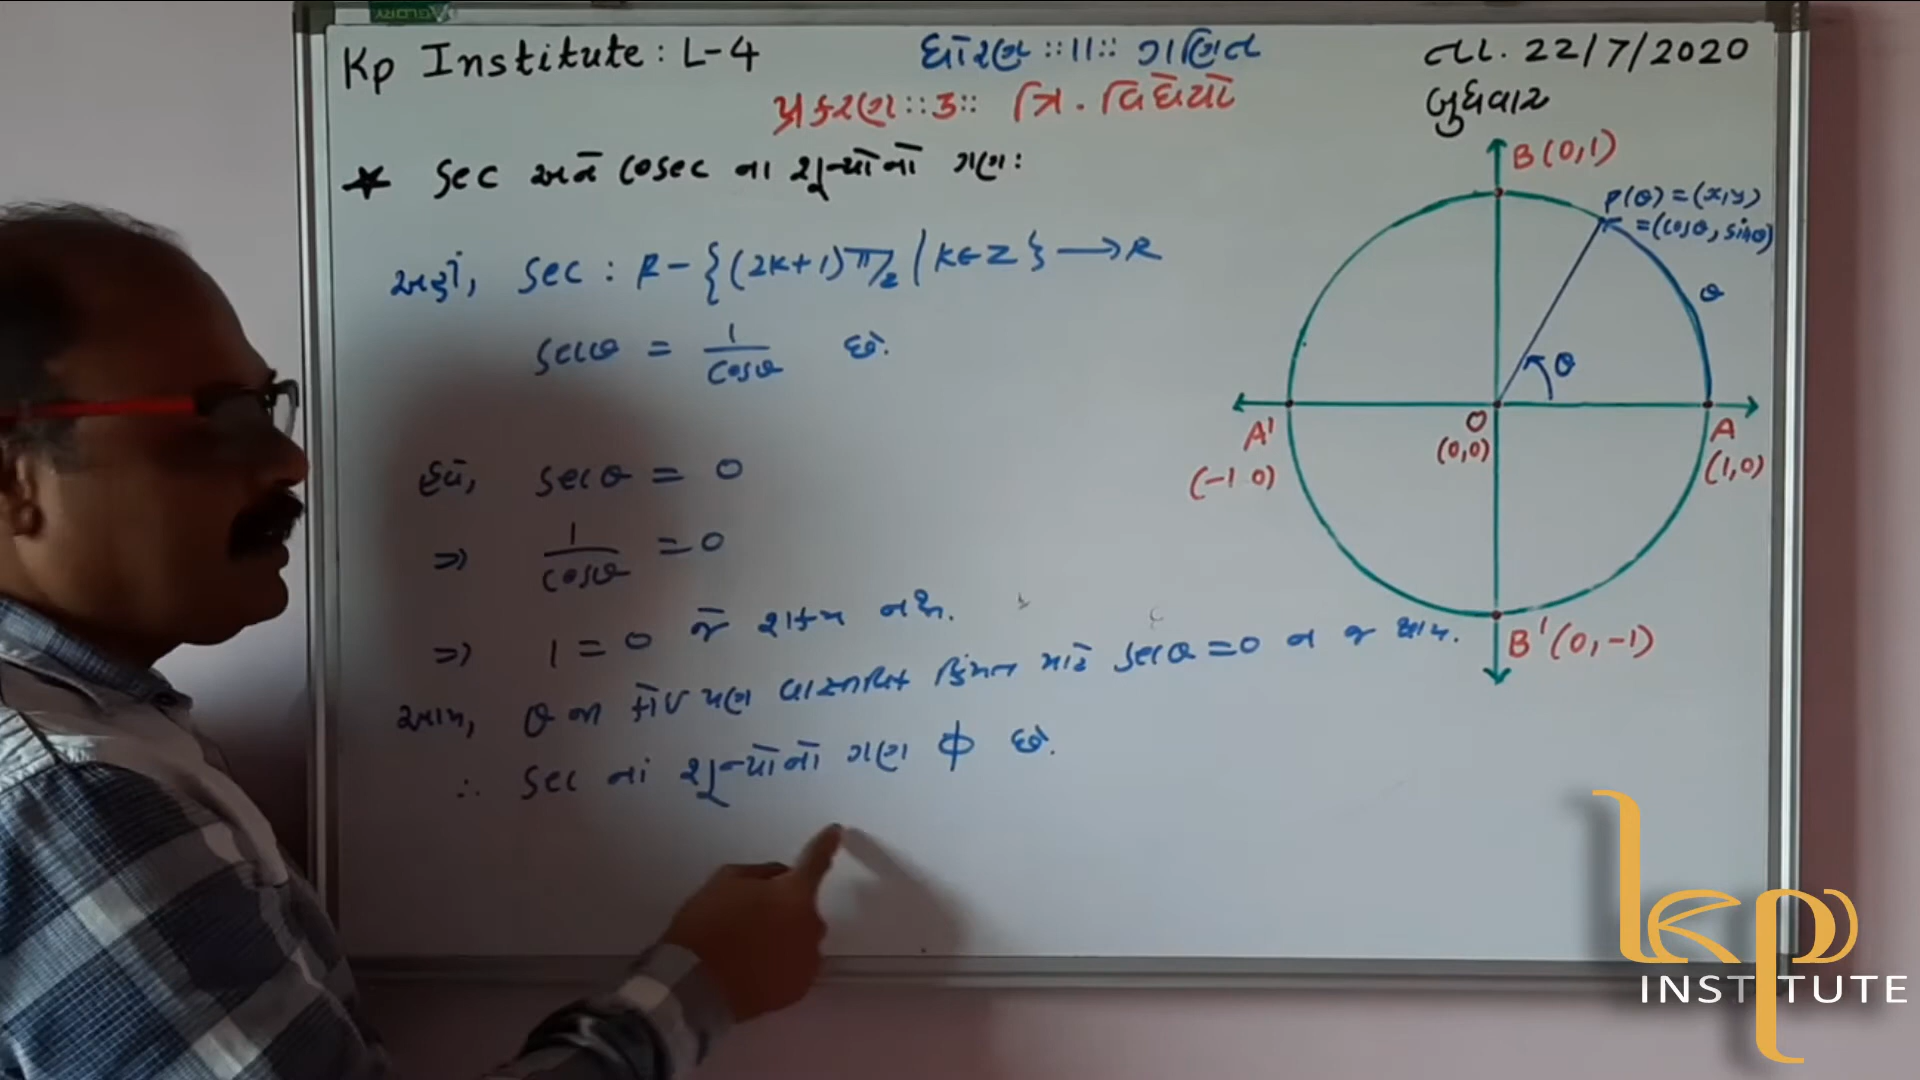 Kp Institute: L-4
ધોરણ ::11:: ગણિત
તા. 22/7/2020
બુધવાર
પ્રકરણ::3:: ત્રિ. વિધેયો
★ sec અને cosec ના શૂન્યોનો ગણ:
અહીં, sec : R - {(2k+1)π/2 / k∈Z} → R
secθ = 1/cosθ છે.
હવે, secθ = 0
⇒ 1/cosθ = 0
⇒ 1 = 0 જે શક્ય નથી.
આમ, θ ની કોઈ પણ વાસ્તવિક કિંમત માટે secθ = 0 ન જ થાય.
∴ sec નાં શૂન્યોનો ગણ ϕ છે.
B(0,1)
P(θ) = (x,y)
= (cosθ, sinθ)
θ
θ
A'
(-1 0)
O
(0,0)
A
(1,0)
B'(0,-1)
GLORY
kp
INSTITUTE